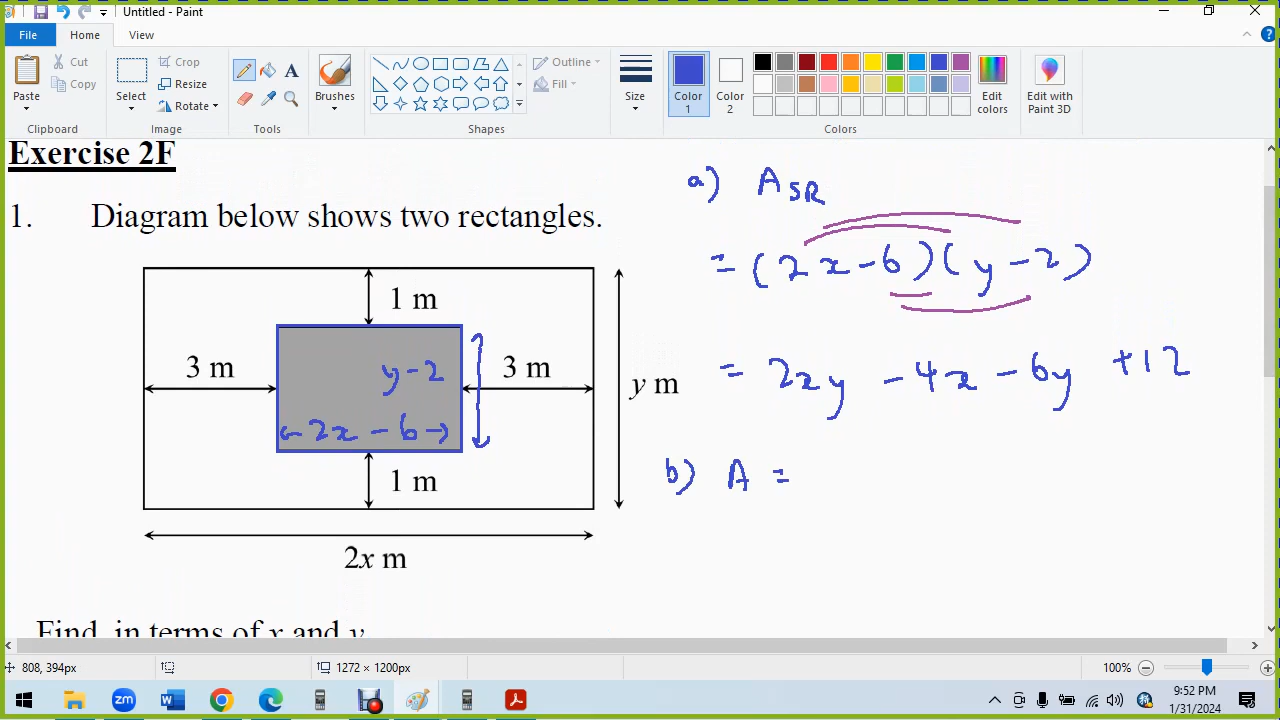 Untitled - Paint
File Home View
Paste Cut Copy
Clipboard
Select Crop Resize Rotate
Image
A
Tools
Brushes
Outline Fill
Shapes
Size
Color 1 Color 2
Edit colors
Colors
Edit with Paint 3D
Exercise 2F
1. Diagram below shows two rectangles.
1 m
3 m
3 m
y m
1 m
2x m
y-2
2x - 6
a) A SR
= (2x-6)(y-2)
= 2xy -4x -6y +12
b) A =
Find, in terms of x and y
808, 394px
1272 × 1200px
100%
zm
W
9:52 PM
1/31/2024